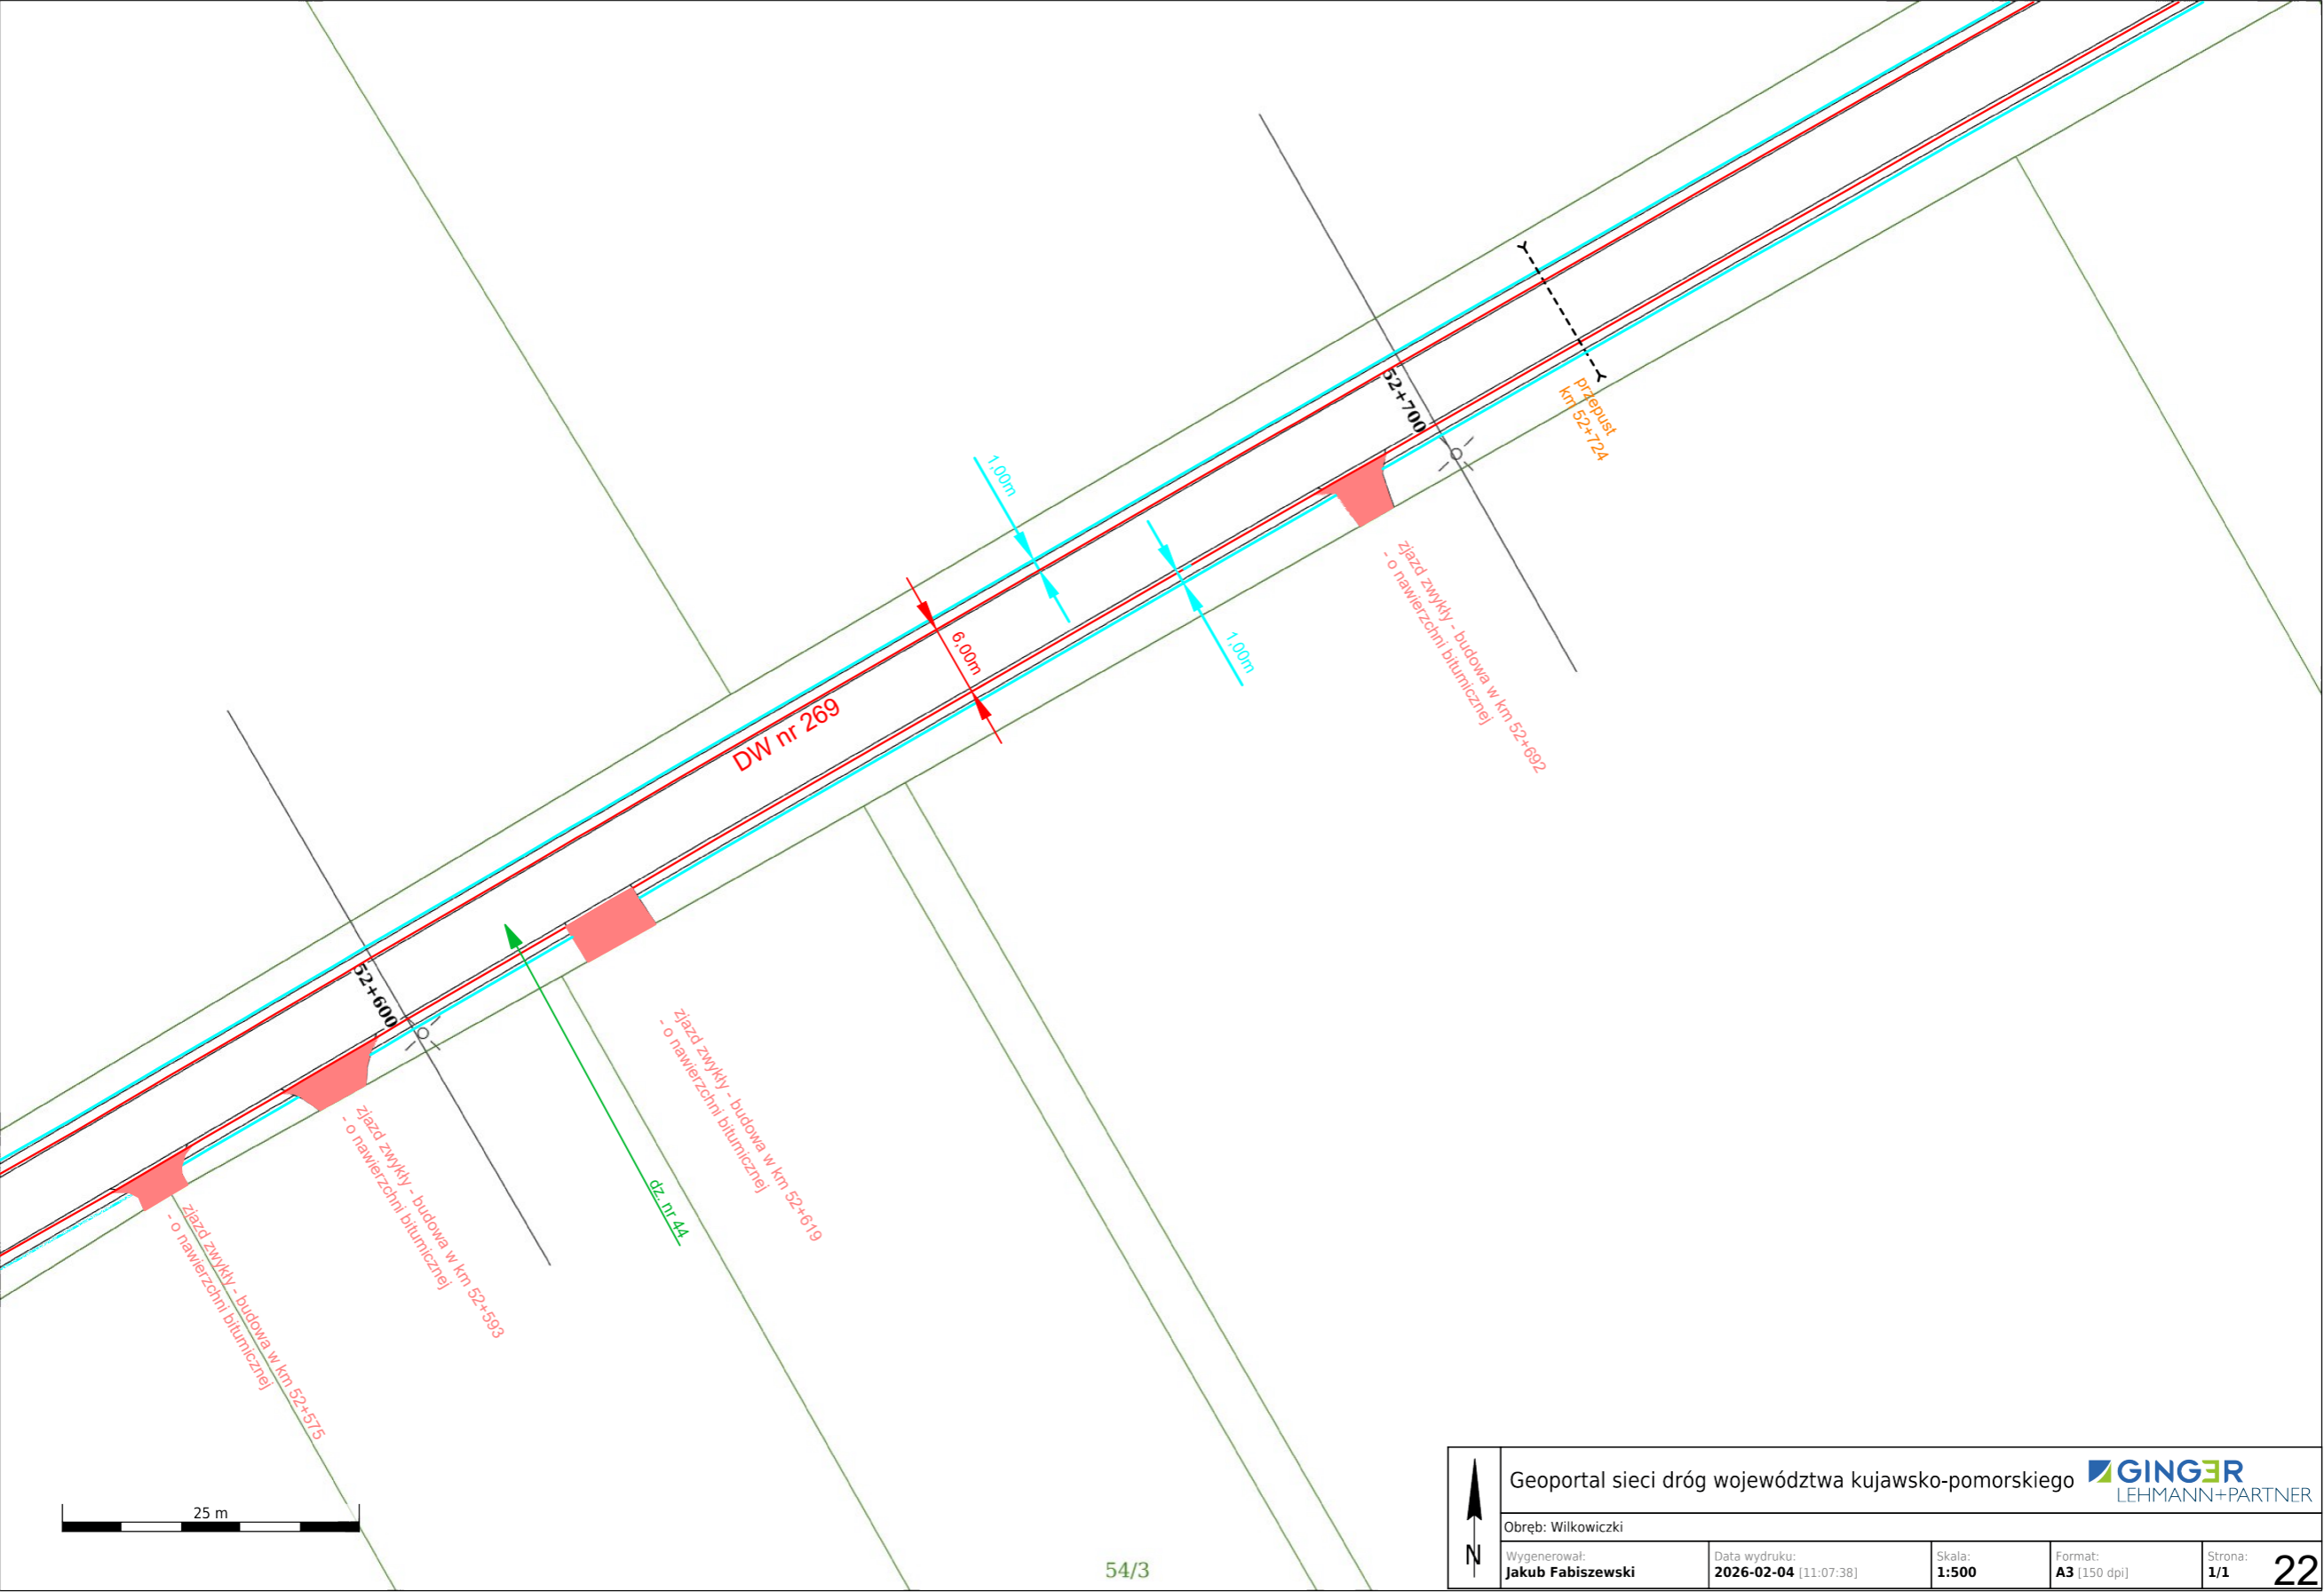 1,00m
52+700
przepust
km 52+724
1,00m
6,00m
DW nr 269
zjazd zwykły - budowa w km 52+692
- o nawierzchni bitumicznej
52+600
zjazd zwykły - budowa w km 52+619
- o nawierzchni bitumicznej
dz. nr 44
zjazd zwykły - budowa w km 52+593
- o nawierzchni bitumicznej
zjazd zwykły - budowa w km 52+575
- o nawierzchni bitumicznej
25 m
54/3
N
Geoportal sieci dróg województwa kujawsko-pomorskiego
GINGER
LEHMANN+PARTNER
Obręb: Wilkowiczki
Wygenerował:
Jakub Fabiszewski
Data wydruku:
2026-02-04 [11:07:38]
Skala:
1:500
Format:
A3 [150 dpi]
Strona:
1/1
22